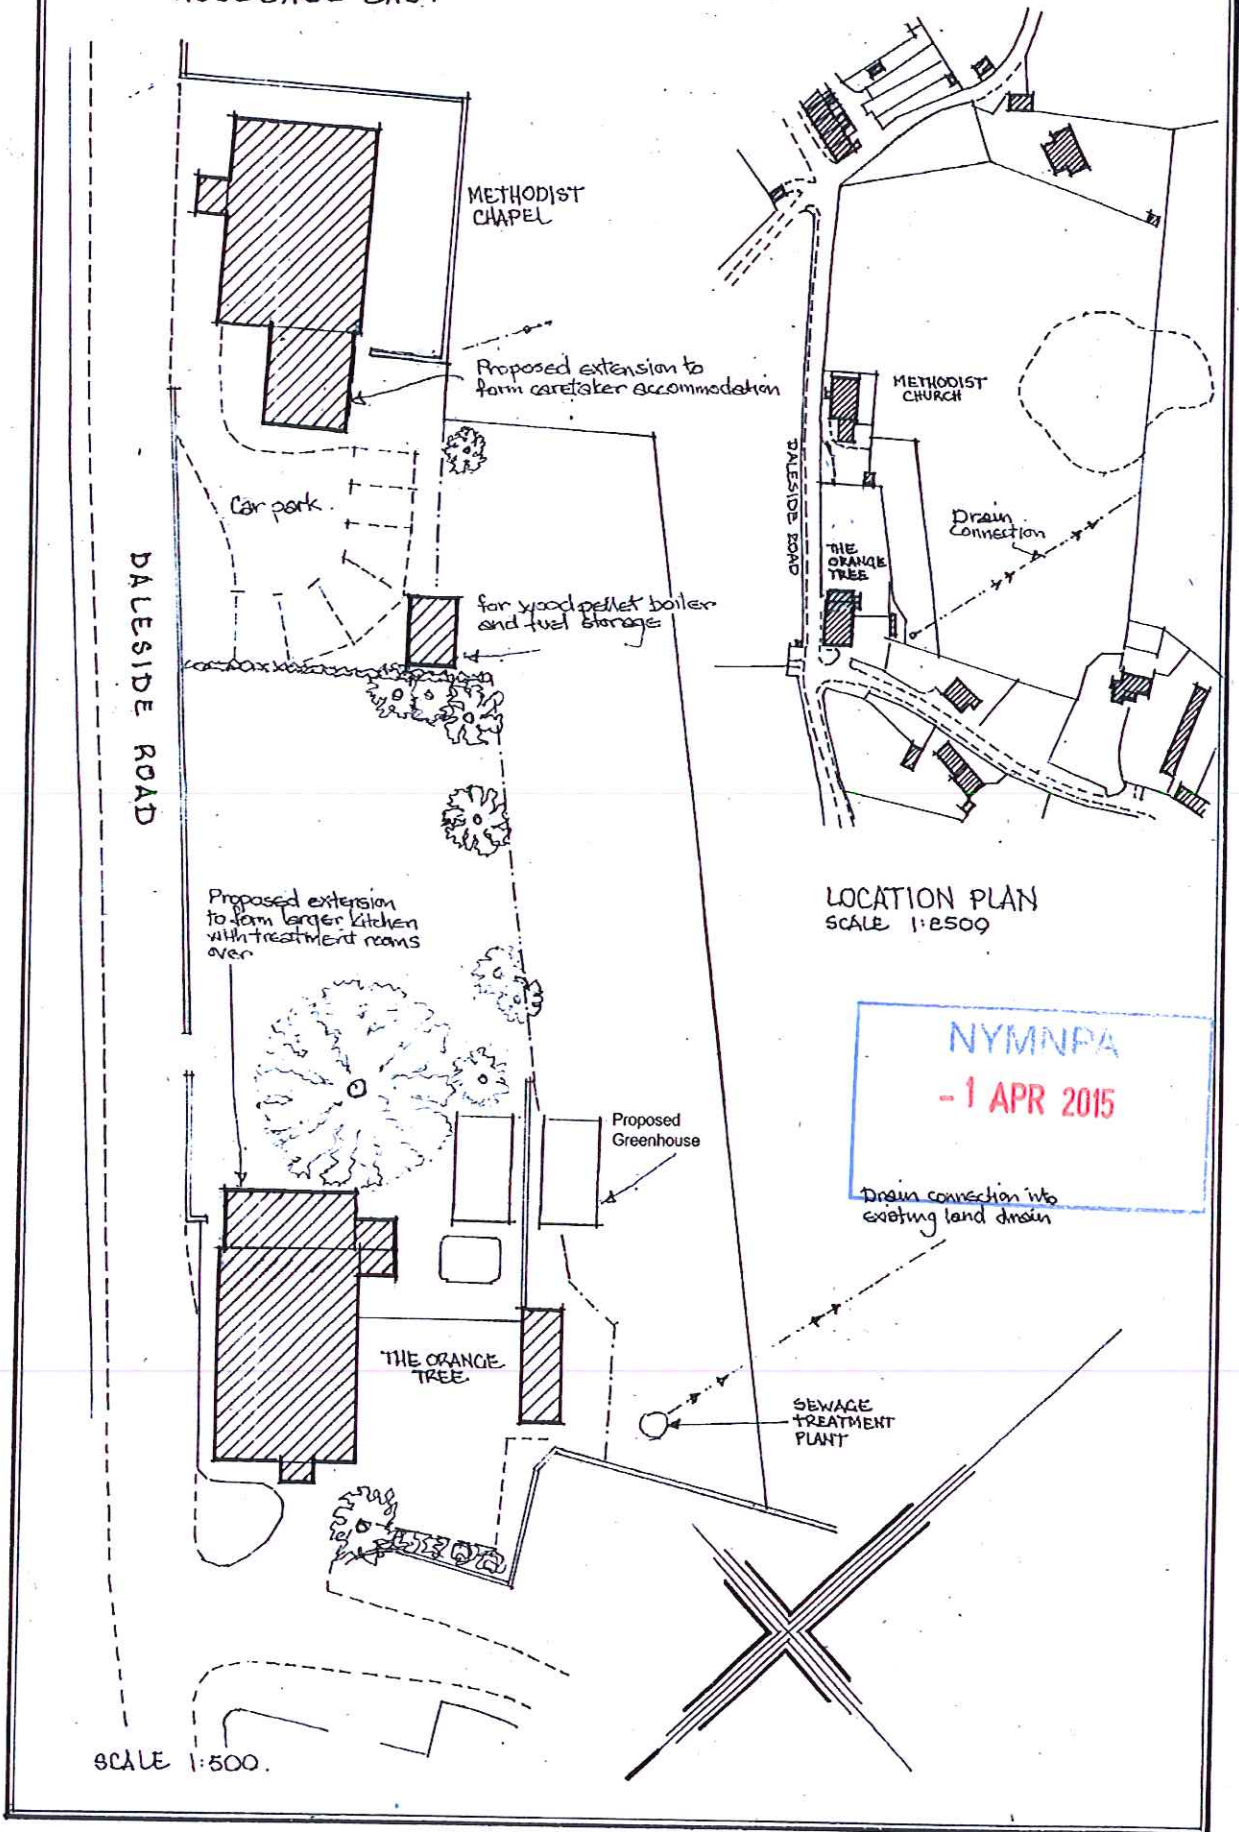 METHODIST
CHAPEL
Proposed extension to
form caretaker accommodation
Car park.
for wood pellet boiler
and fuel storage
DALESIDE ROAD
Proposed extension
to form larger kitchen
with treatment rooms
over
Proposed
Greenhouse
THE ORANGE
TREE
SEWAGE
TREATMENT
PLANT
Drain connection into
existing land drain
SCALE 1:500.
METHODIST
CHURCH
DALESIDE ROAD
Drain
Connection
THE
ORANGE
TREE
LOCATION PLAN
SCALE 1:2500
NYMNPA
- 1 APR 2015